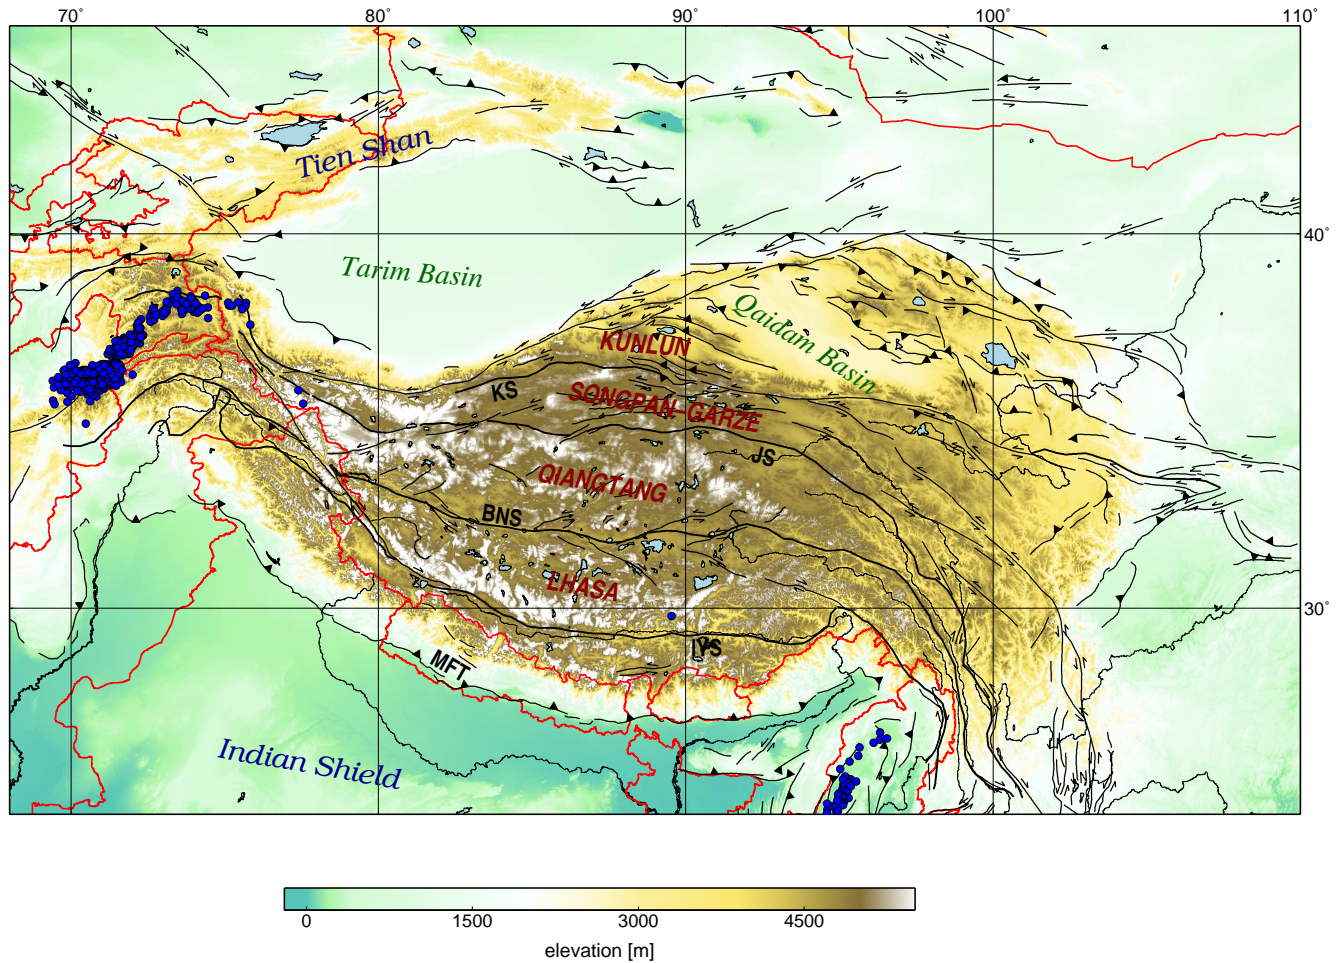 70° 80° 90° 100° 110°
Tien Shan
40°
Tarim Basin
Qaidam Basin
KUNLUN
KS
SONGPAN-GARZE
JS
QIANGTANG
BNS
LHASA
30°
IYS
MFT
Indian Shield
0 1500 3000 4500
elevation [m]